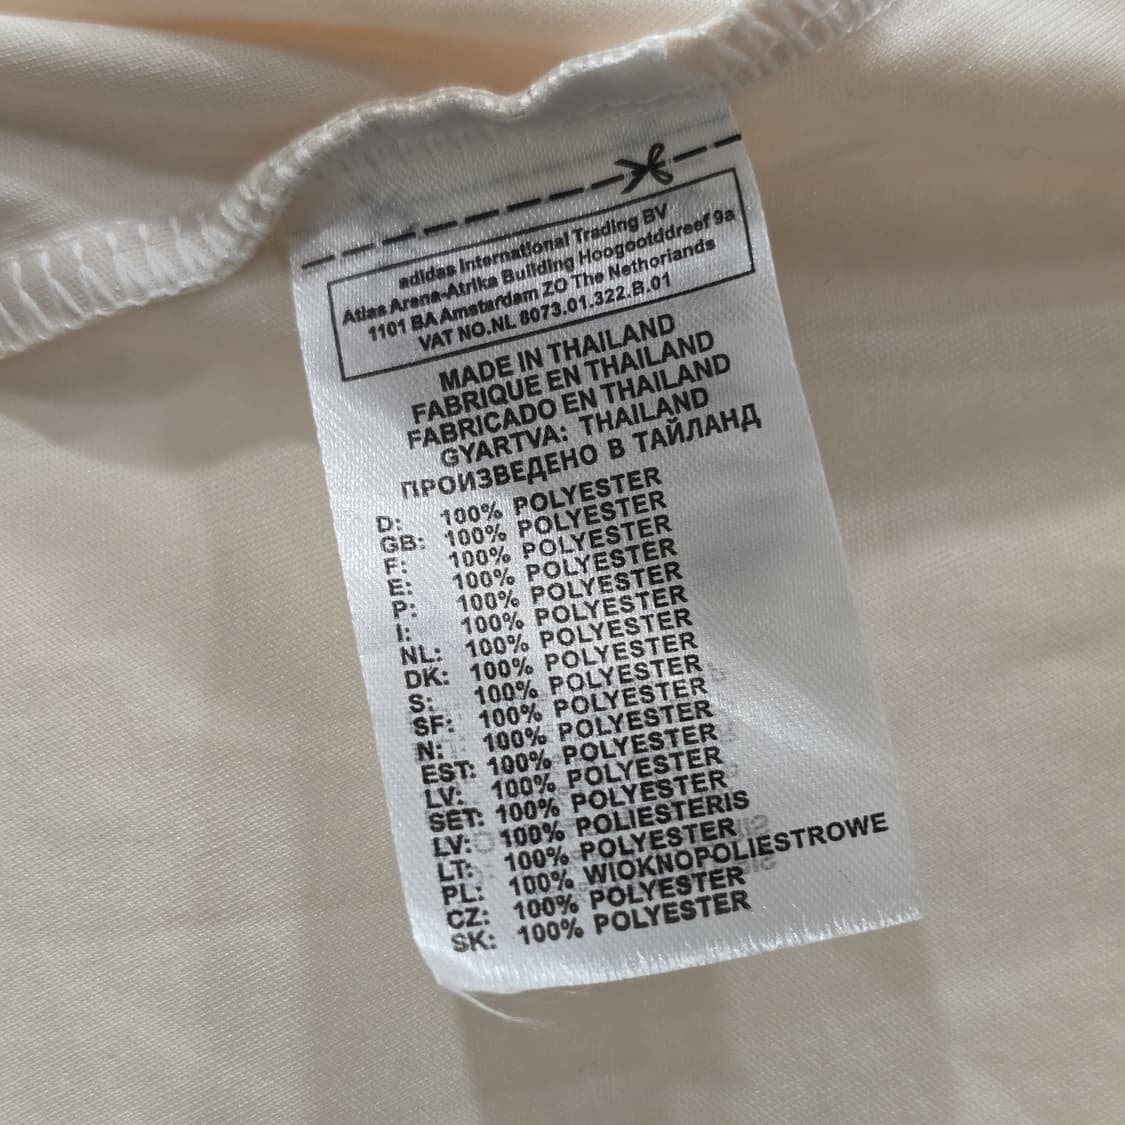 adidas International Trading BV
Atlas Arena-Atrika Building Hoogootddreef 9a
1101 BA Amstardam ZO The Nethoriands
VAT NO.NL 8073.01.322.B.01
MADE IN THAILAND
FABRIQUE EN THAILAND
FABRICADO EN THAILAND
GYARTVA: THAILAND
ПРОИЗВЕДЕНО В ТАЙЛАНД
D: 100% POLYESTER
GB: 100% POLYESTER
F: 100% POLYESTER
E: 100% POLYESTER
P: 100% POLYESTER
I: 100% POLYESTER
NL: 100% POLYESTER
DK: 100% POLYESTER
S: 100% POLYESTER
SF: 100% POLYESTER
N: 100% POLYESTER
EST: 100% POLYESTER
LV: 100% POLYESTER
SET: 100% POLYESTER
LV: 100% POLIESTERIS
LT: 100% POLYESTER
PL: 100% WIOKNOPOLIESTROWE
CZ: 100% POLYESTER
SK: 100% POLYESTER